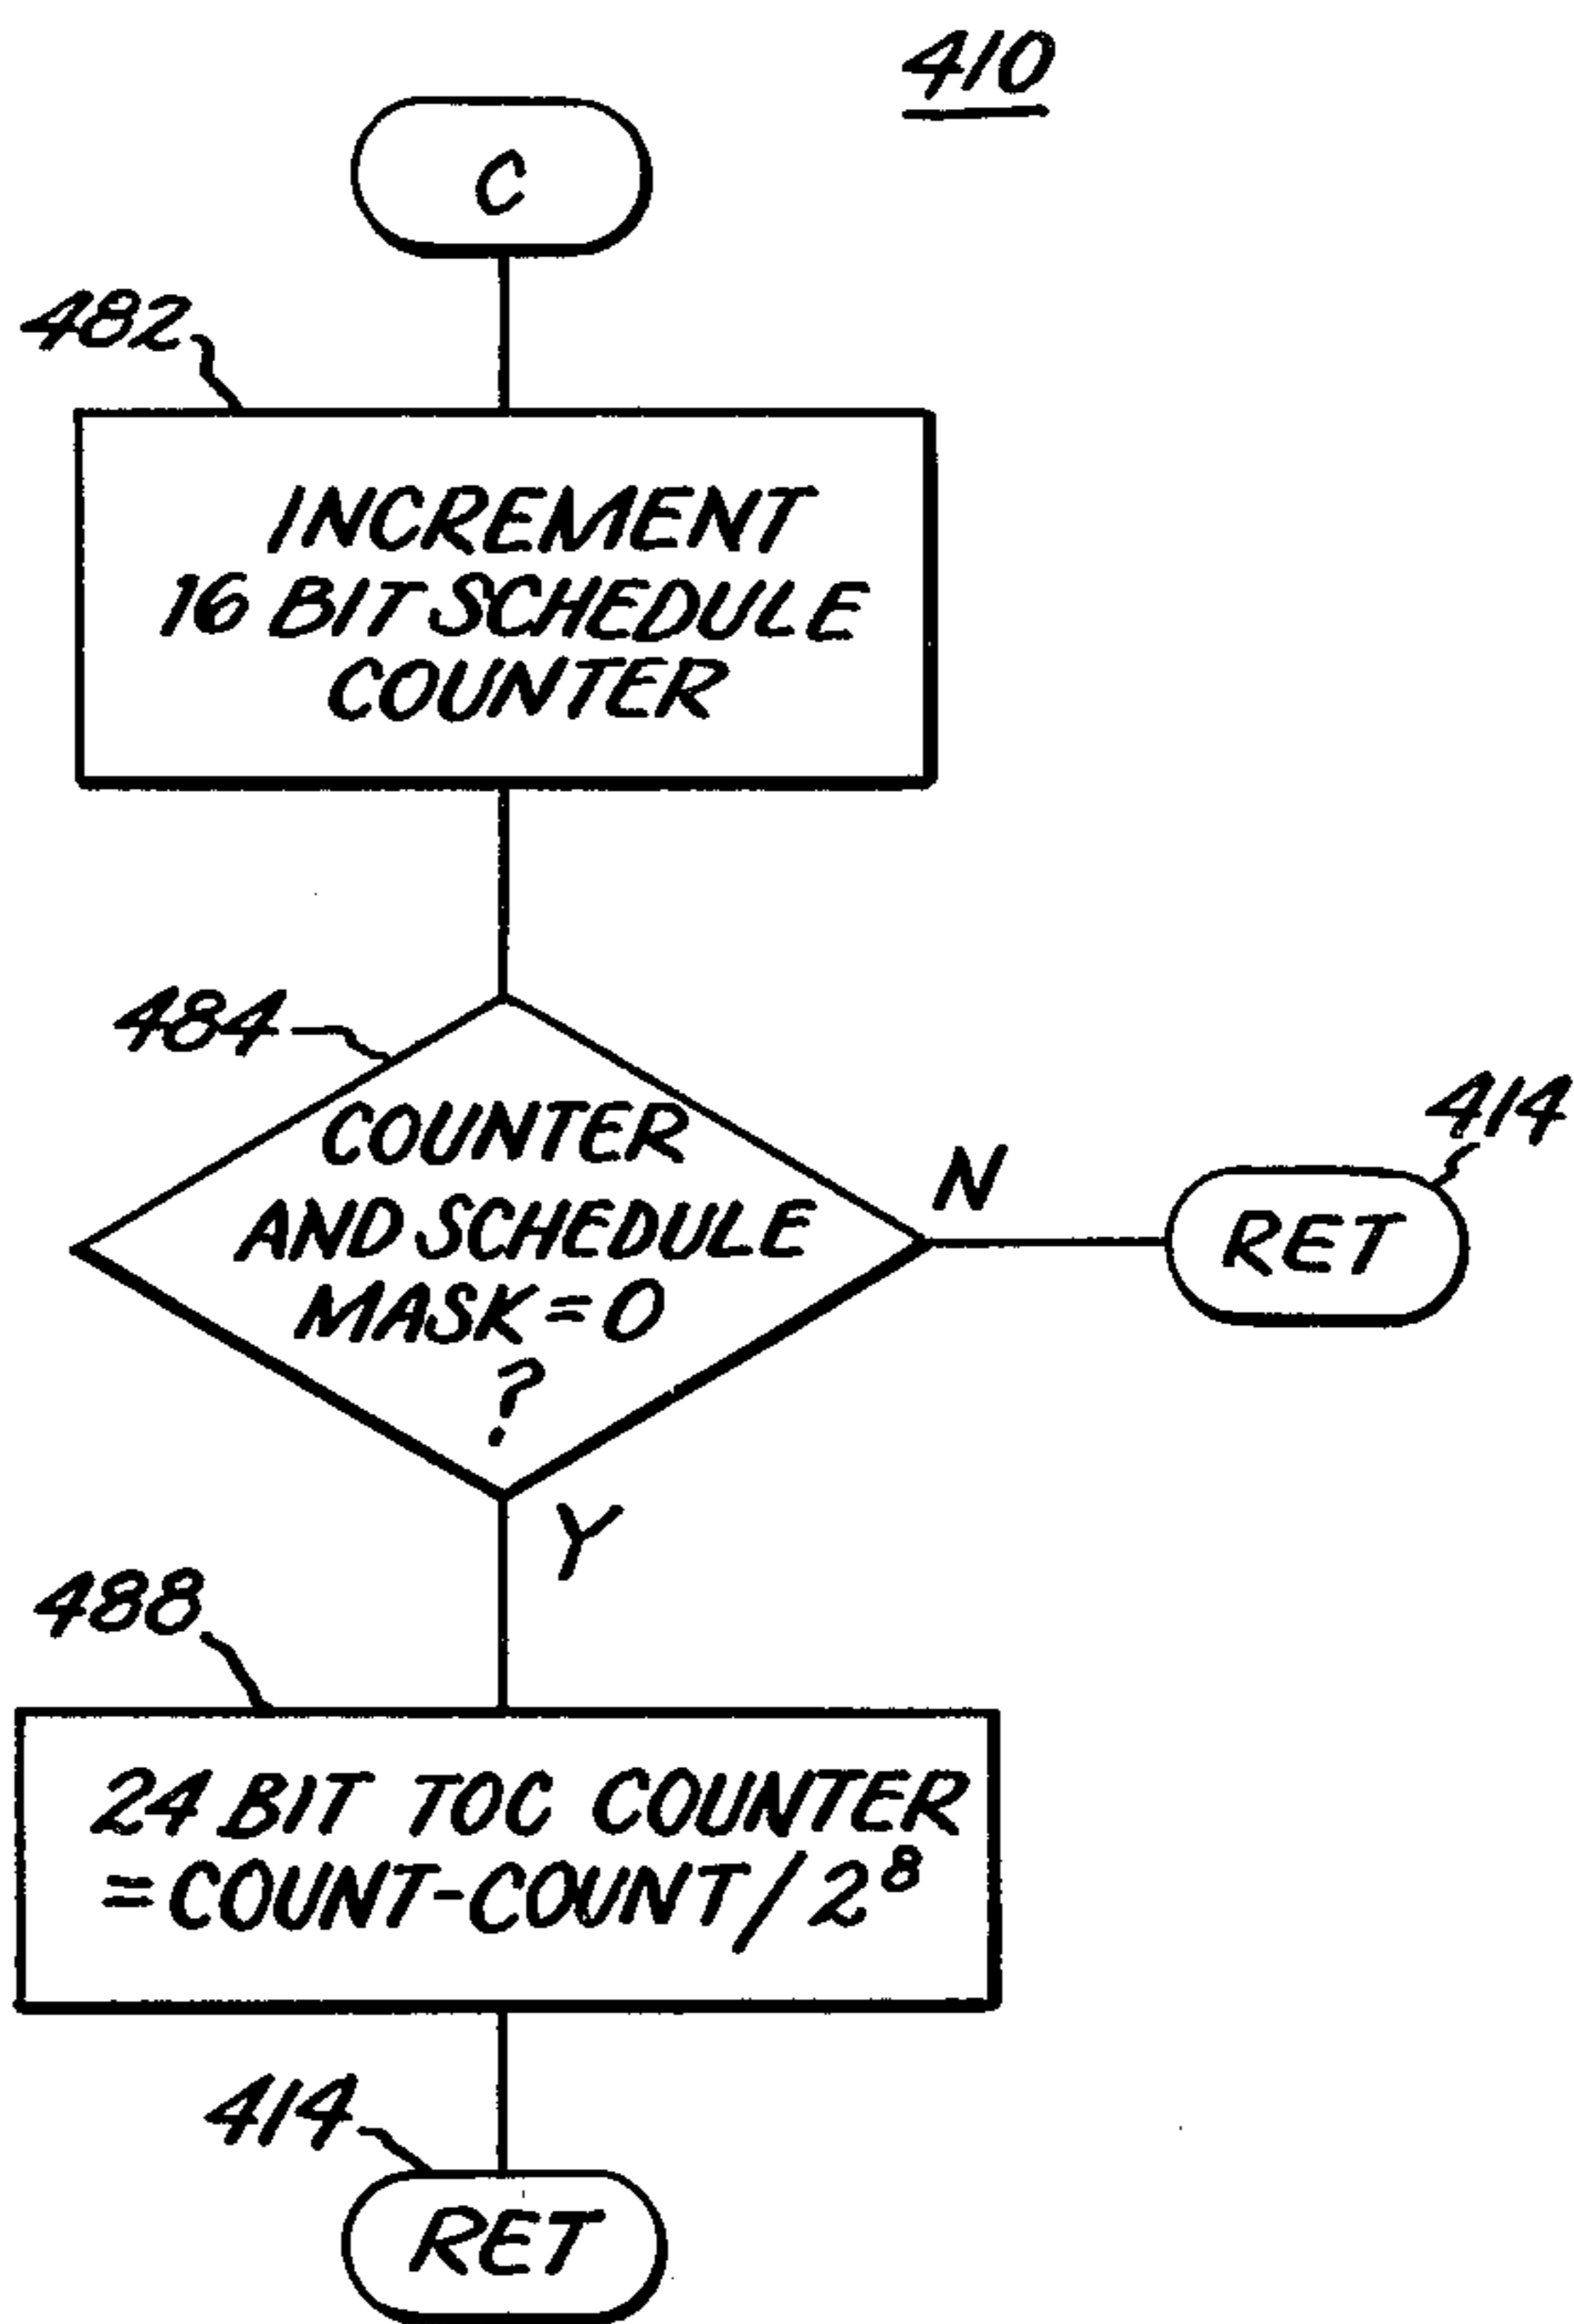 410
C
482
INCREMENT
16 BIT SCHEDULE
COUNTER
484
COUNTER
AND SCHEDULE
MASK=0
?
N
414
RET
Y
488
24 BIT TOC COUNTER
=COUNT-COUNT/2⁸
414
RET